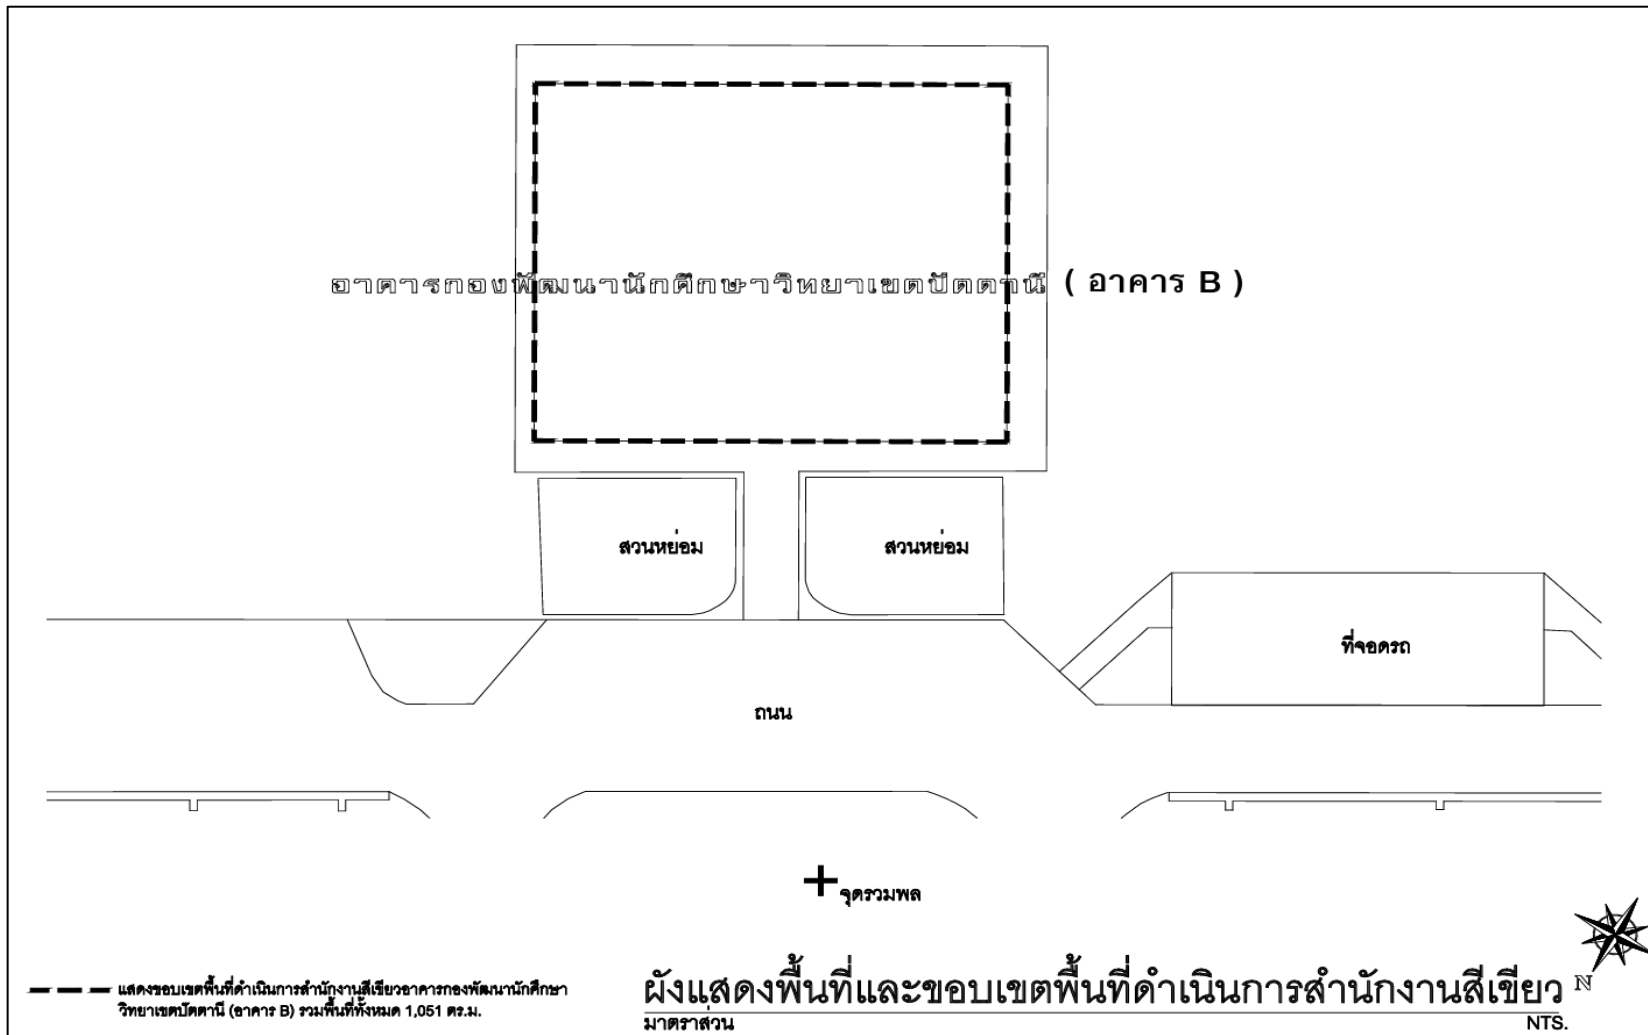 อาคารกองพัฒนานักศึกษาวิทยาเขตปัตตานี ( อาคาร B )
สวนหย่อม สวนหย่อม
ที่จอดรถ
ถนน
จุดรวมพล
แสดงขอบเขตพื้นที่ดำเนินการสำนักงานสีเขียวอาคารกองพัฒนานักศึกษา
วิทยาเขตปัตตานี (อาคาร B) รวมพื้นที่ทั้งหมด 1,051 ตร.ม.
ผังแสดงพื้นที่และขอบเขตพื้นที่ดำเนินการสำนักงานสีเขียว
มาตราส่วน NTS.
N